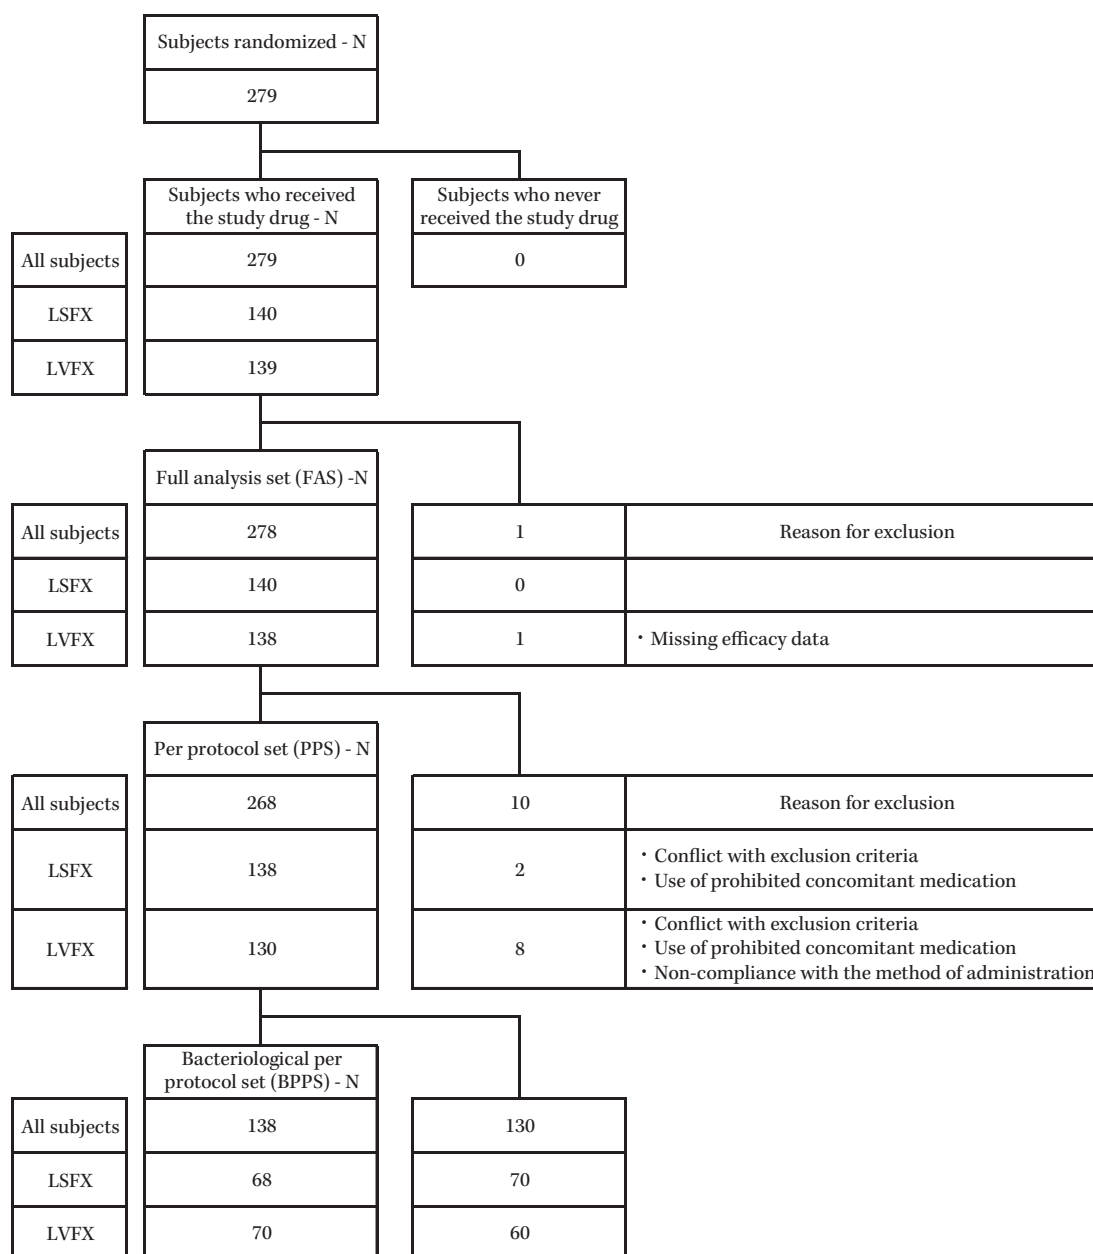 Subjects randomized - N
279
Subjects who received
the study drug - N
Subjects who never
received the study drug
All subjects
279
0
LSFX
140
LVFX
139
Full analysis set (FAS) -N
All subjects
278
1
Reason for exclusion
LSFX
140
0
LVFX
138
1
・Missing efficacy data
Per protocol set (PPS) - N
All subjects
268
10
Reason for exclusion
LSFX
138
2
・Conflict with exclusion criteria
・Use of prohibited concomitant medication
LVFX
130
8
・Conflict with exclusion criteria
・Use of prohibited concomitant medication
・Non-compliance with the method of administration
Bacteriological per
protocol set (BPPS) - N
All subjects
138
130
LSFX
68
70
LVFX
70
60